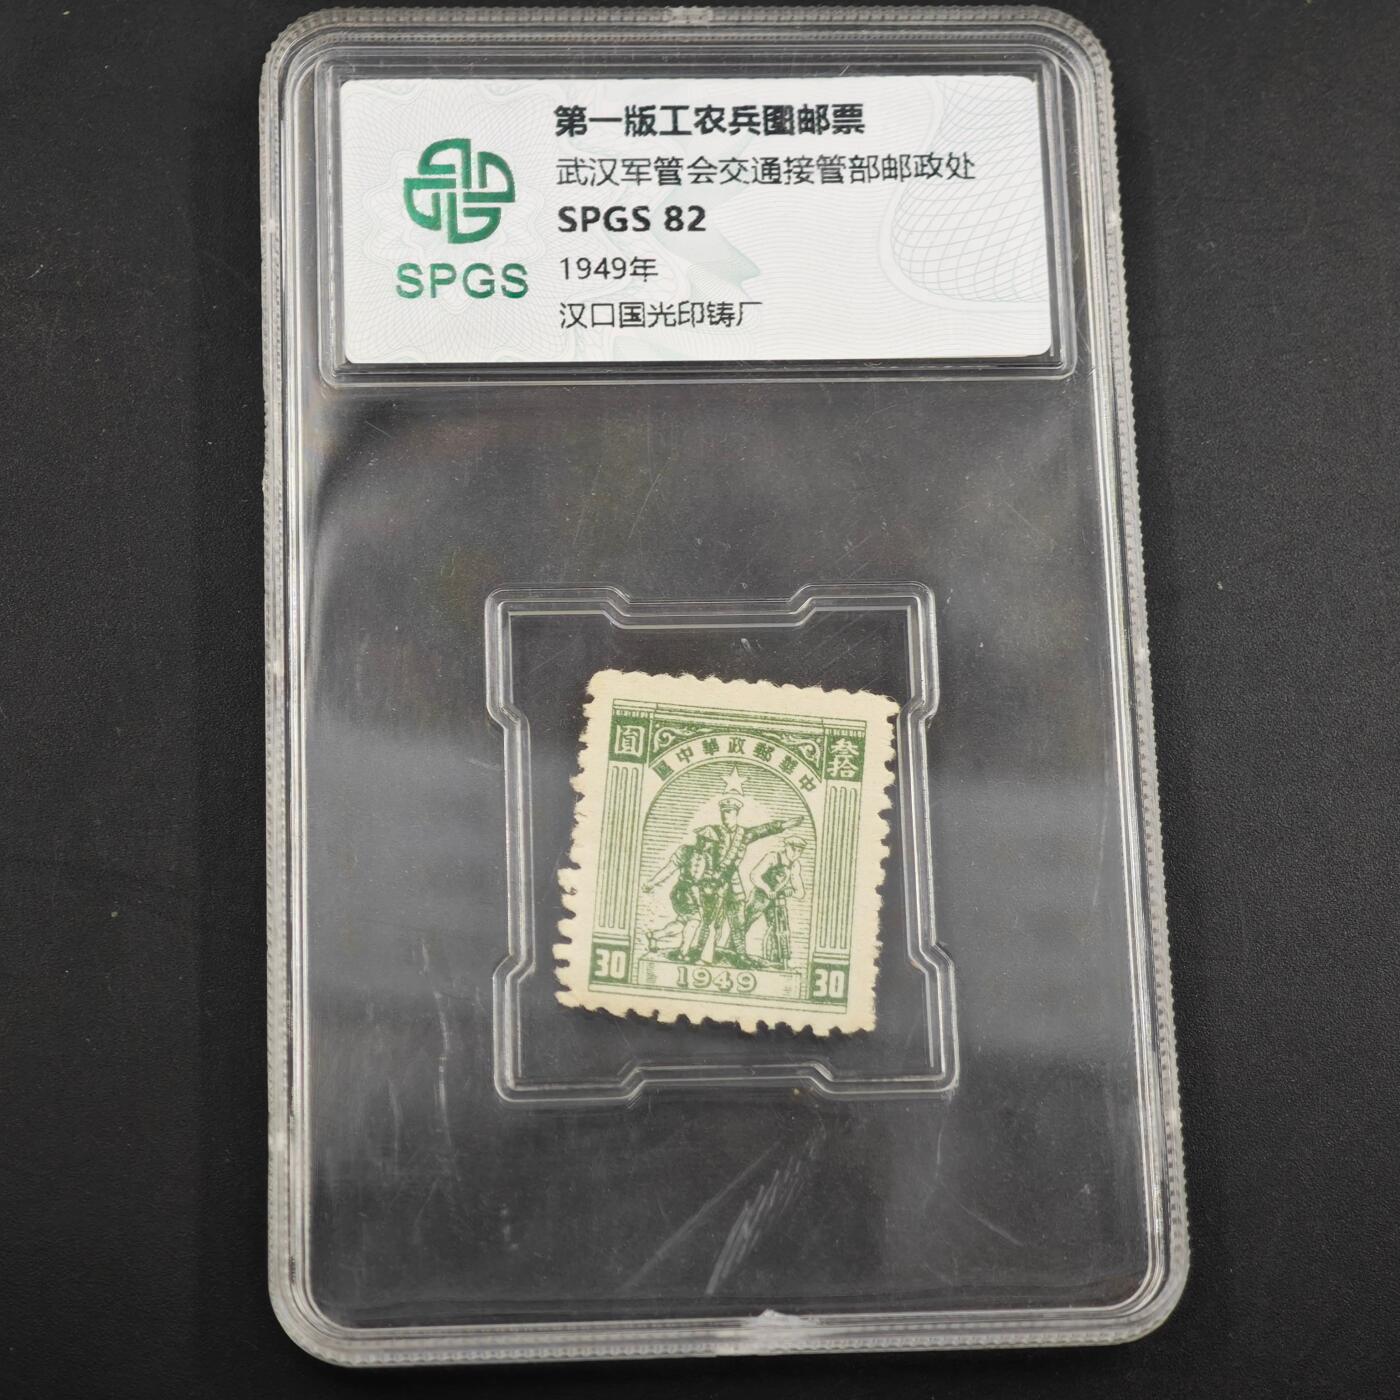 第一版工农兵图邮票
武汉军管会交通接管部邮政处
SPGS 82
1949年
汉口国光印铸厂
SPGS
圓
叁拾
中華郵政華中區
30
1949
30